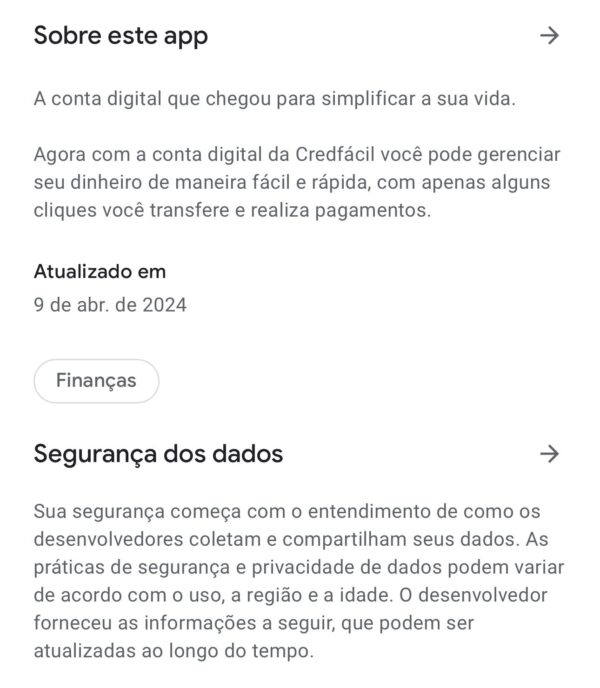 Sobre este app
A conta digital que chegou para simplificar a sua vida.
Agora com a conta digital da Credfácil você pode gerenciar
seu dinheiro de maneira fácil e rápida, com apenas alguns
cliques você transfere e realiza pagamentos.
Atualizado em
9 de abr. de 2024
Finanças
Segurança dos dados
Sua segurança começa com o entendimento de como os
desenvolvedores coletam e compartilham seus dados. As
práticas de segurança e privacidade de dados podem variar
de acordo com o uso, a região e a idade. O desenvolvedor
forneceu as informações a seguir, que podem ser
atualizadas ao longo do tempo.